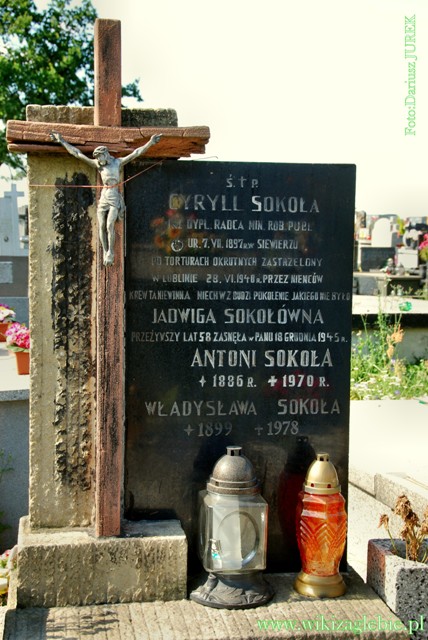 Foto:Dariusz JUREK
Ś.†P.
CYRYLL SOKOŁA
DYPL. RADCA MIN. ROB. PUBL.
UR. 7. VII. 1897 R. W SIEWIERZU
PO TORTURACH OKRUTNYCH ZASTRZELONY
W LUBLINIE 28. VI. 1940 R. PRZEZ NIEMCÓW
KREW TA NIEWINNA NIECH WZBUDZI POKOLENIE JAKIEGO NIE BYŁO
JADWIGA SOKOŁÓWNA
PRZEŻYWSZY LAT 58 ZASNĘŁA W PANU 18 GRUDNIA 1945 R.
ANTONI SOKOŁA
+ 1886 R. + 1970 R.
WŁADYSŁAWA SOKOŁA
+ 1899 + 1978
www.wikizaglebie.pl